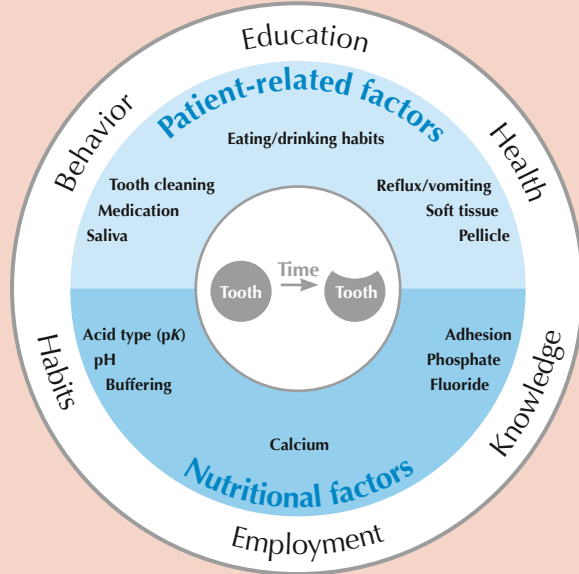 Education
Behavior
Health
Patient-related factors
Eating/drinking habits
Tooth cleaning
Medication
Saliva
Reflux/vomiting
Soft tissue
Pellicle
Time
Tooth
Tooth
Acid type (pK)
pH
Buffering
Adhesion
Phosphate
Fluoride
Calcium
Nutritional factors
Habits
Knowledge
Employment